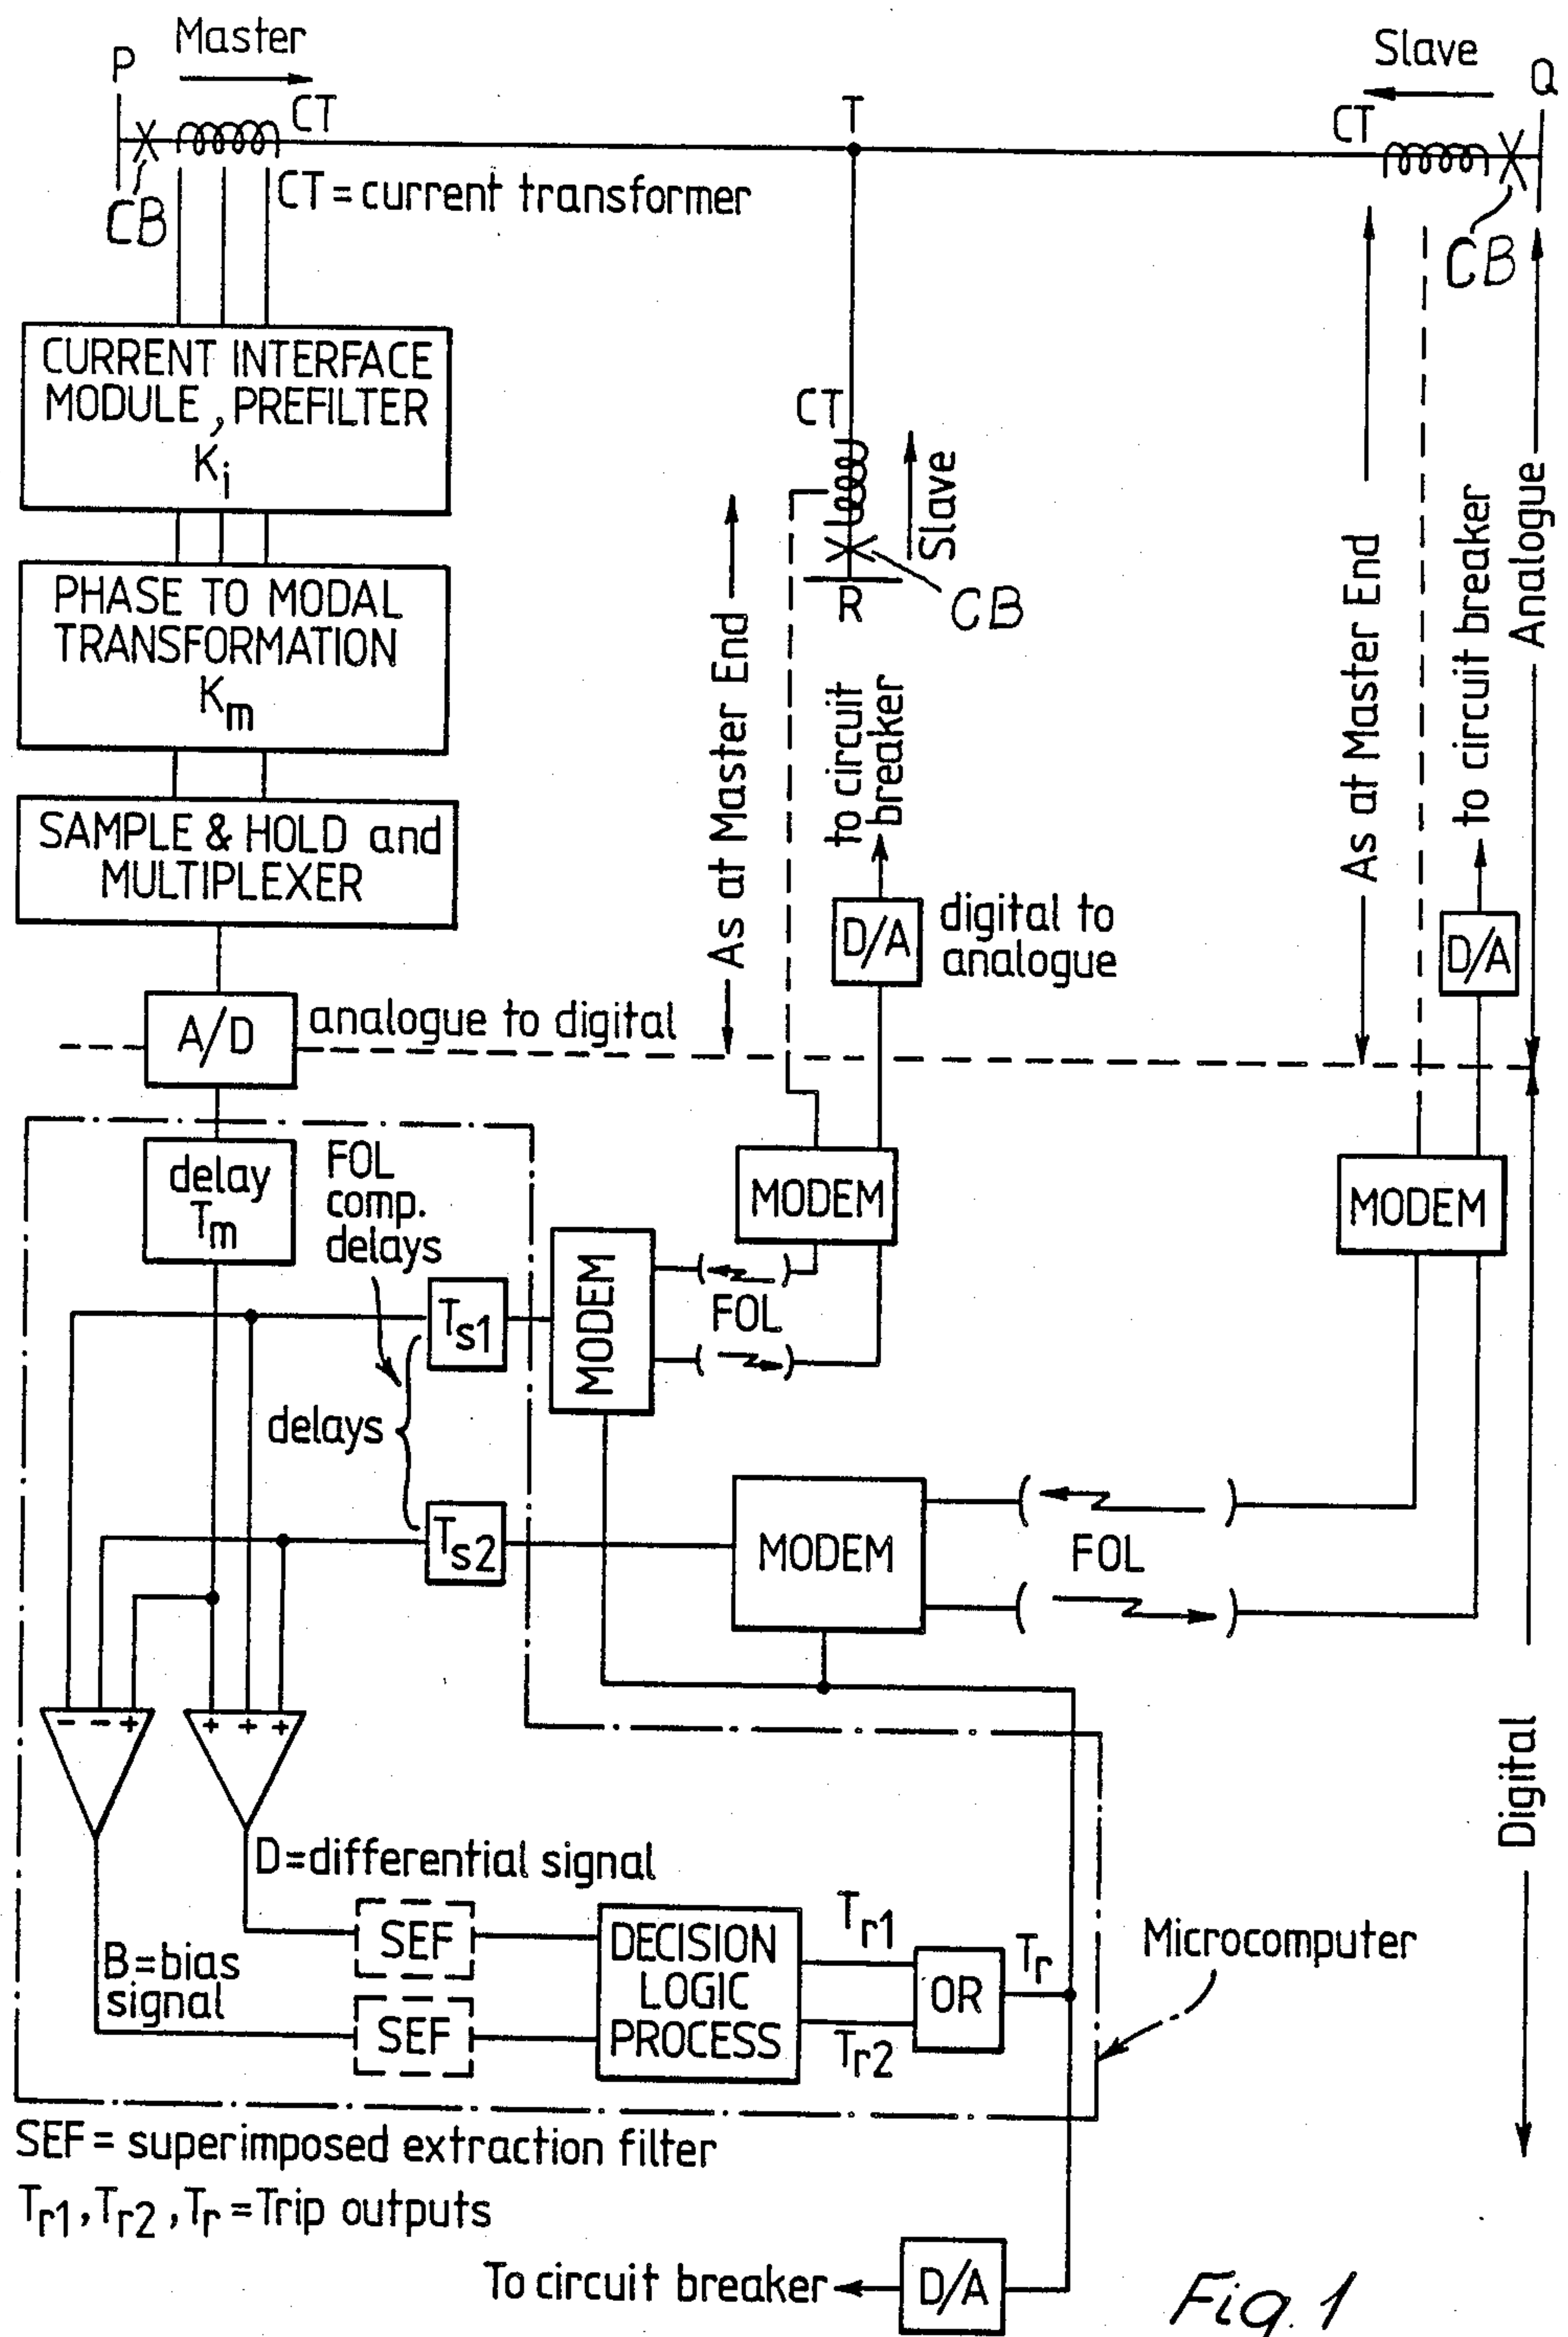 Master
P
CT
CB
CT = current transformer
T
Slave
Q
CT
CB
CURRENT INTERFACE
MODULE, PREFILTER
Ki
PHASE TO MODAL
TRANSFORMATION
Km
SAMPLE & HOLD and
MULTIPLEXER
A/D
analogue to digital
CT
Slave
R
CB
As at Master End
to circuit
breaker
D/A
digital to
analogue
As at Master End
to circuit breaker
Analogue
D/A
delay
Tm
FOL
comp.
delays
Ts1
delays
Ts2
MODEM
MODEM
FOL
MODEM
MODEM
FOL
- - +
+ + +
D=differential signal
B=bias
signal
SEF
SEF
DECISION
LOGIC
PROCESS
Tr1
Tr2
OR
Tr
Microcomputer
Digital
SEF = superimposed extraction filter
Tr1, Tr2, Tr = Trip outputs
To circuit breaker
D/A
Fig. 1